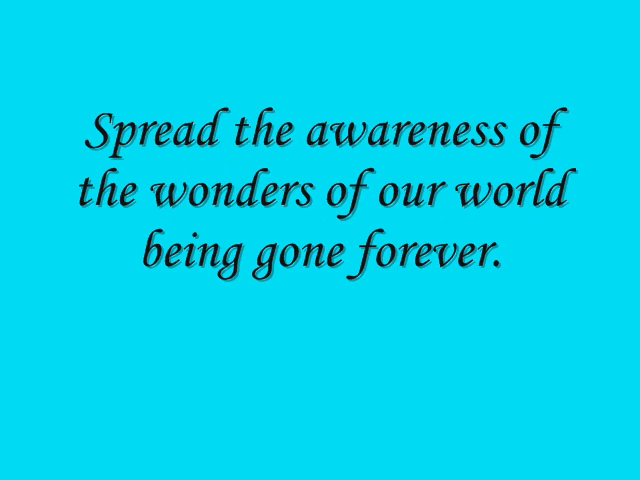 Spread the awareness of
the wonders of our world
being gone forever.